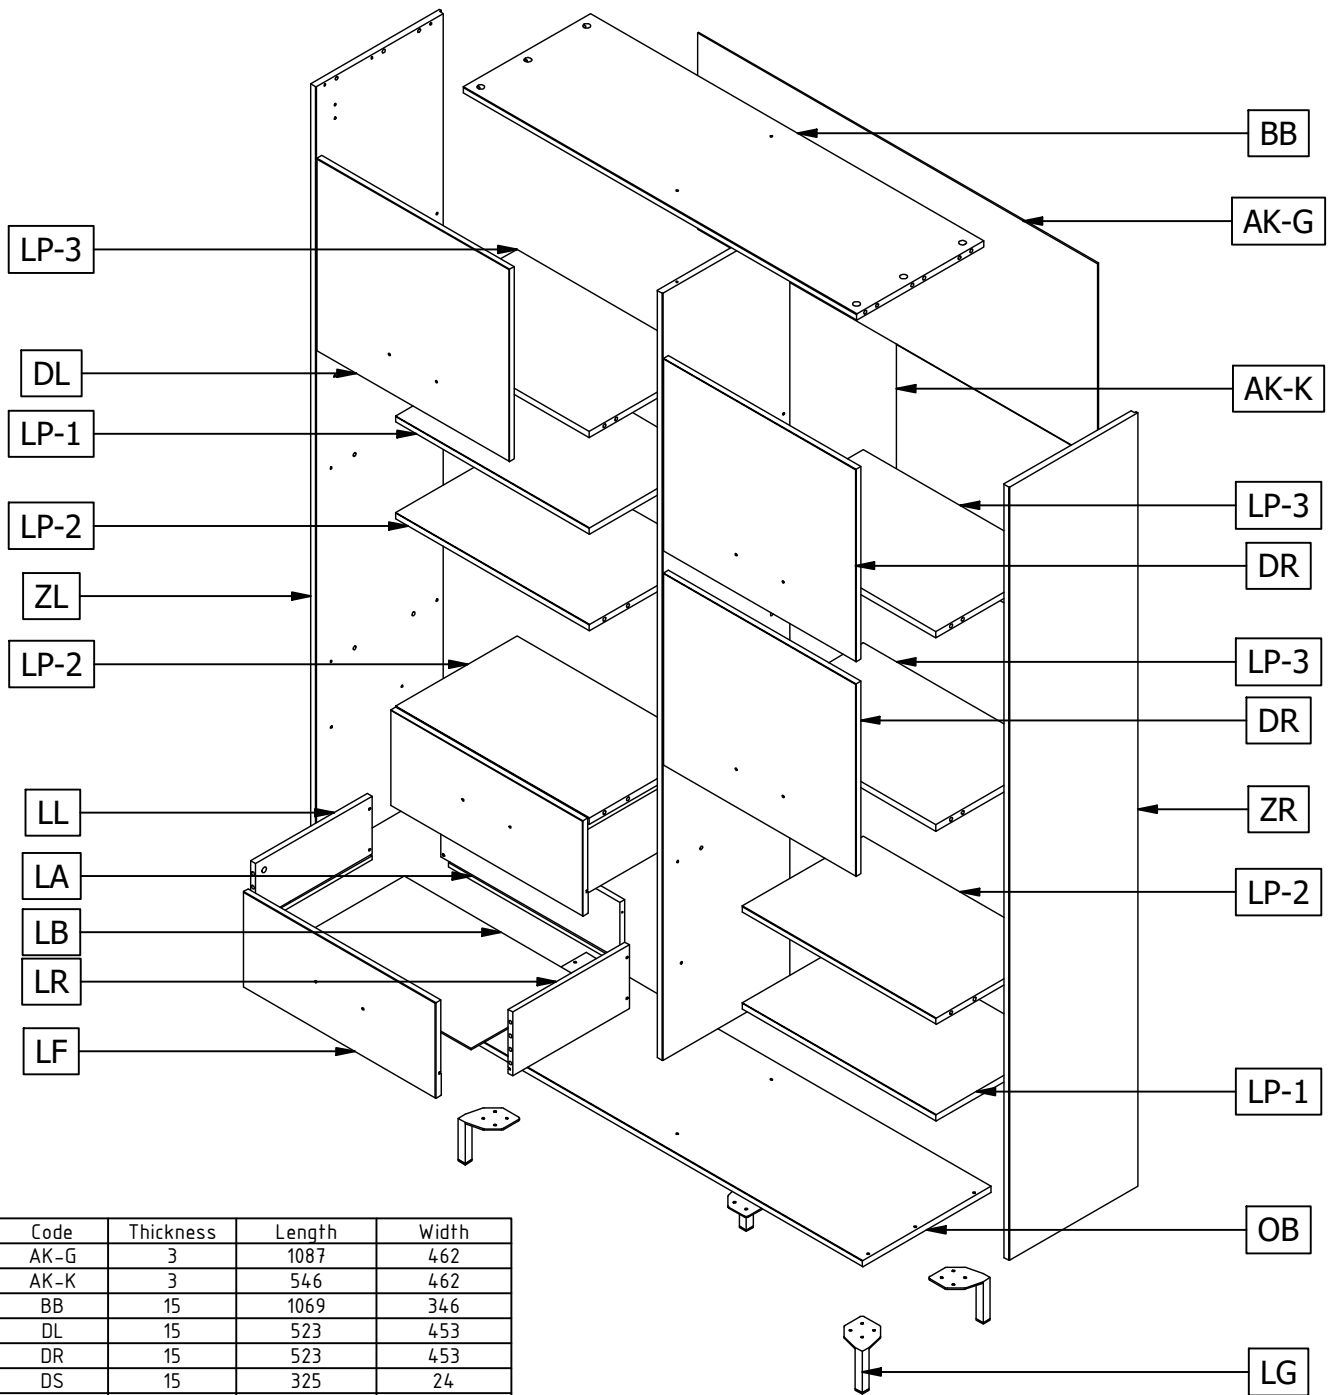 BB
AK-G
LP-3
DL
AK-K
LP-1
LP-3
LP-2
DR
ZL
LP-2
LP-3
DR
LL
ZR
LA
LP-2
LB
LR
LF
LP-1
OB
LG
Code Thickness Length Width
AK-G 3 1087 462
AK-K 3 546 462
BB 15 1069 346
DL 15 523 453
DR 15 523 453
DS 15 325 24